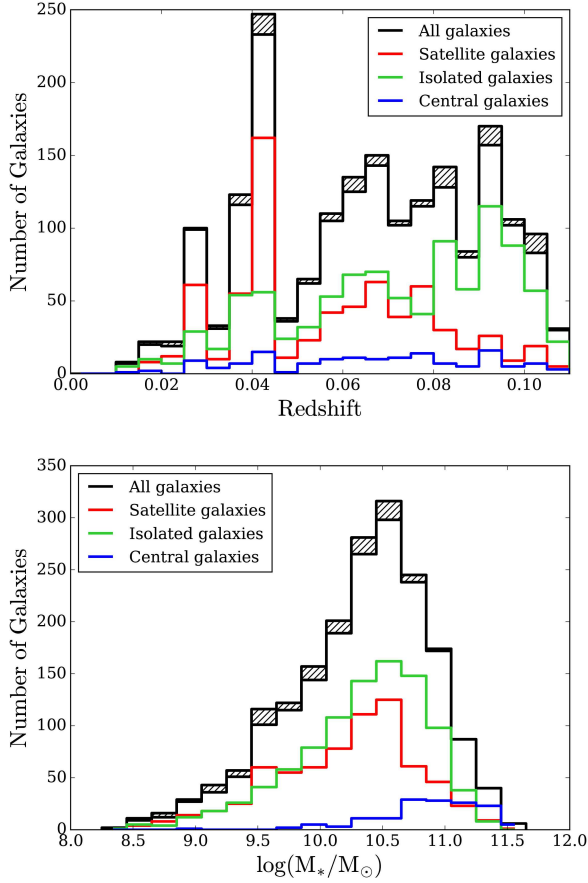 Number of Galaxies
250
200
150
100
50
0
All galaxies
Satellite galaxies
Isolated galaxies
Central galaxies
0.00 0.02 0.04 0.06 0.08 0.10
Redshift
Number of Galaxies
350
300
250
200
150
100
50
0
All galaxies
Satellite galaxies
Isolated galaxies
Central galaxies
8.0 8.5 9.0 9.5 10.0 10.5 11.0 11.5 12.0
log(M*/M⊙)